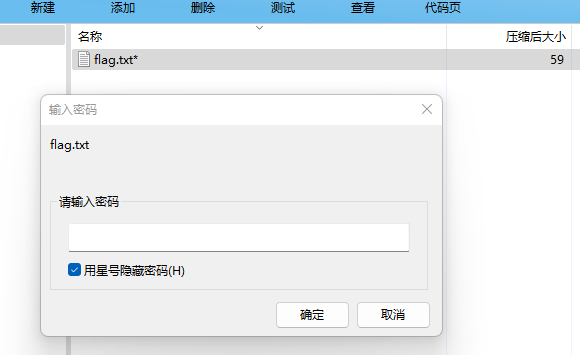 新建 添加 删除 测试 查看 代码页
名称 压缩后大小
flag.txt* 59
输入密码
flag.txt
请输入密码
用星号隐藏密码(H)
确定 取消